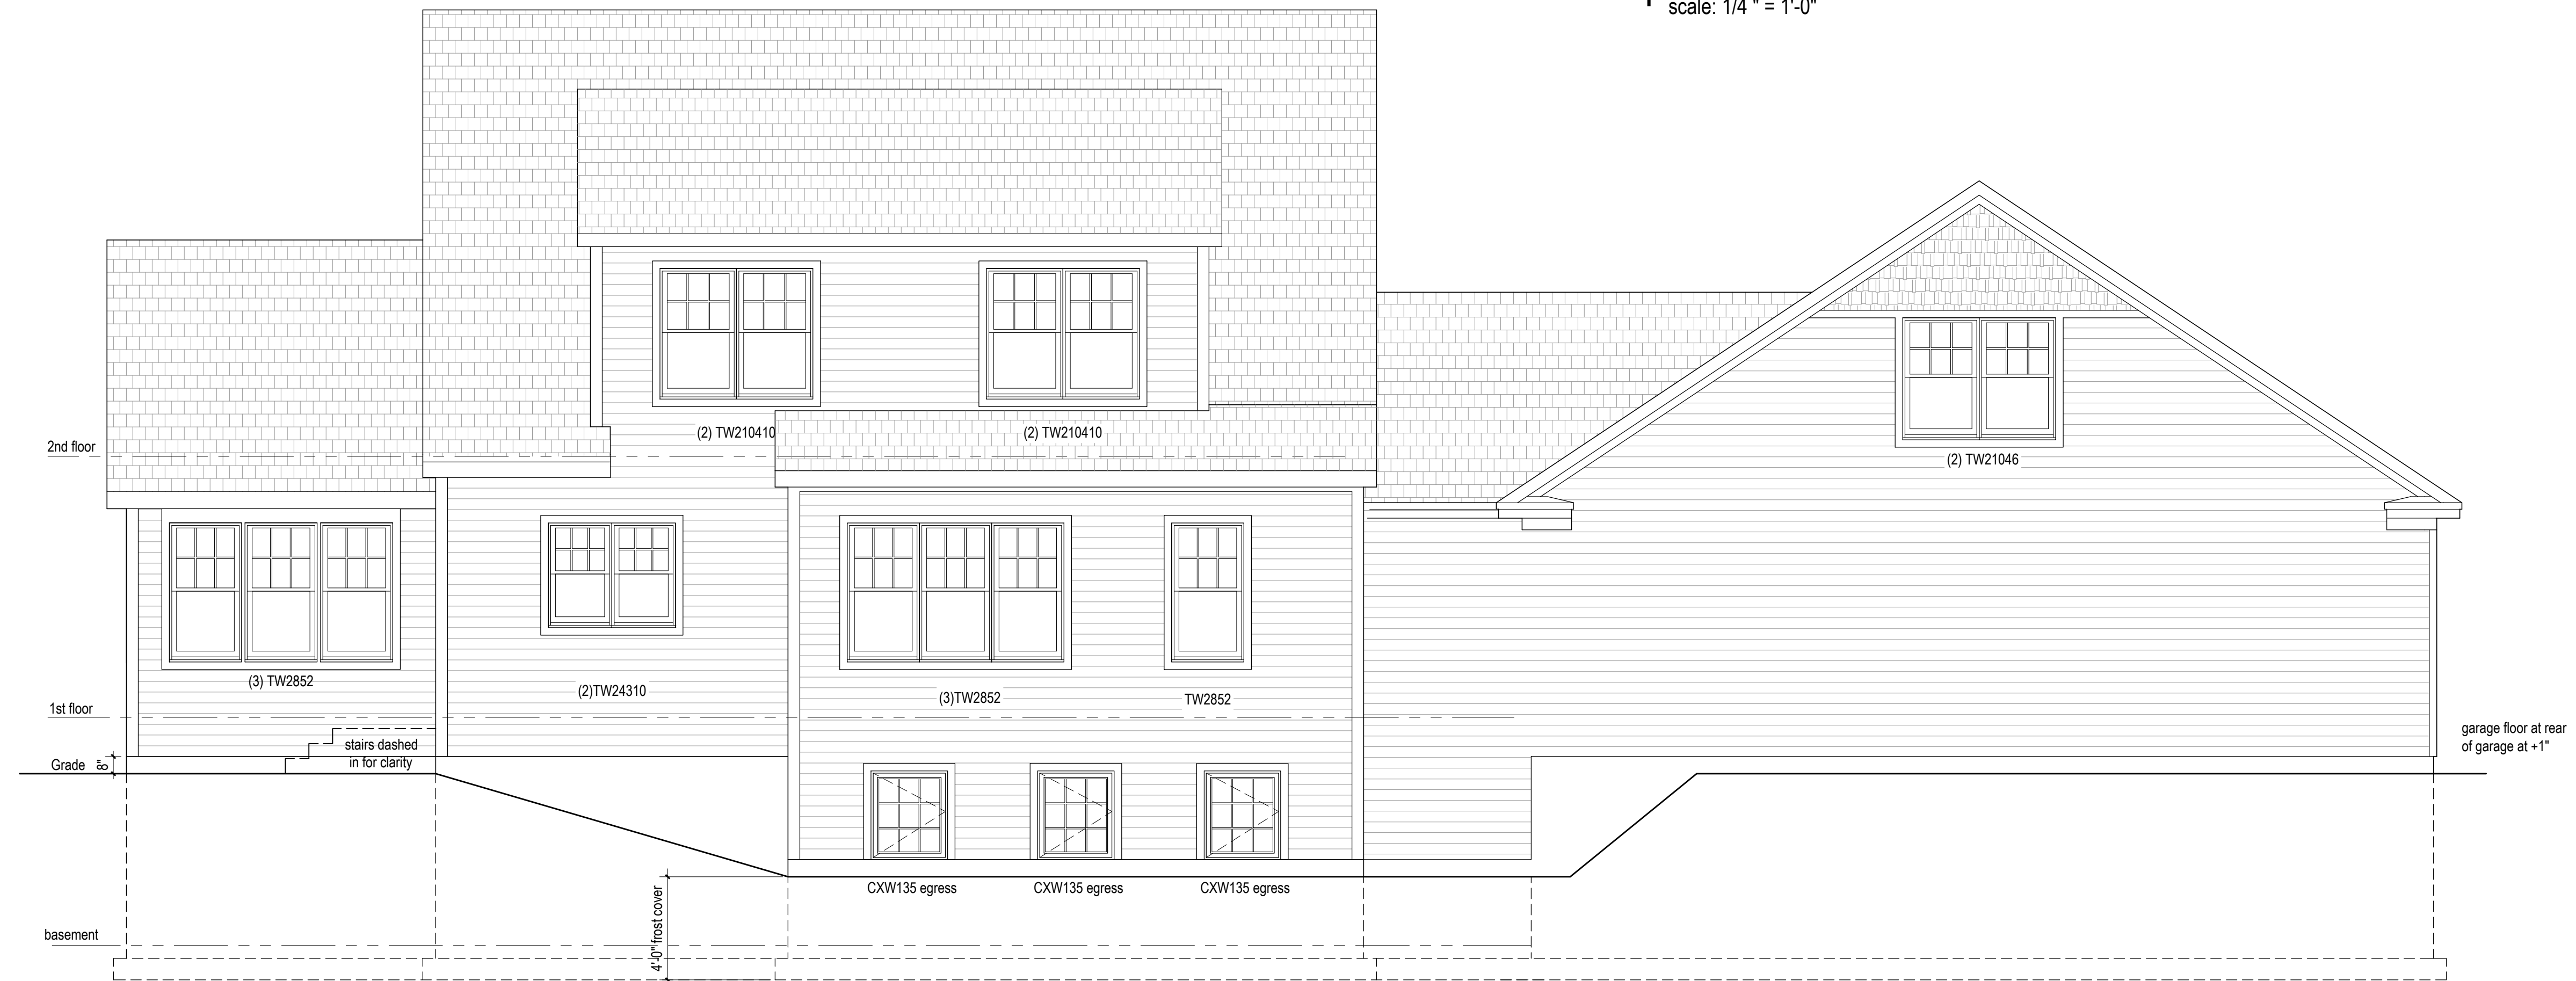 scale: 1/4 " = 1'-0"
(2) TW210410
(2) TW210410
2nd floor
(2) TW21046
(3) TW2852
(2)TW24310
(3)TW2852
TW2852
1st floor
stairs dashed
in for clarity
garage floor at rear
of garage at +1"
Grade
8"
CXW135 egress
CXW135 egress
CXW135 egress
4'-0" frost cover
basement